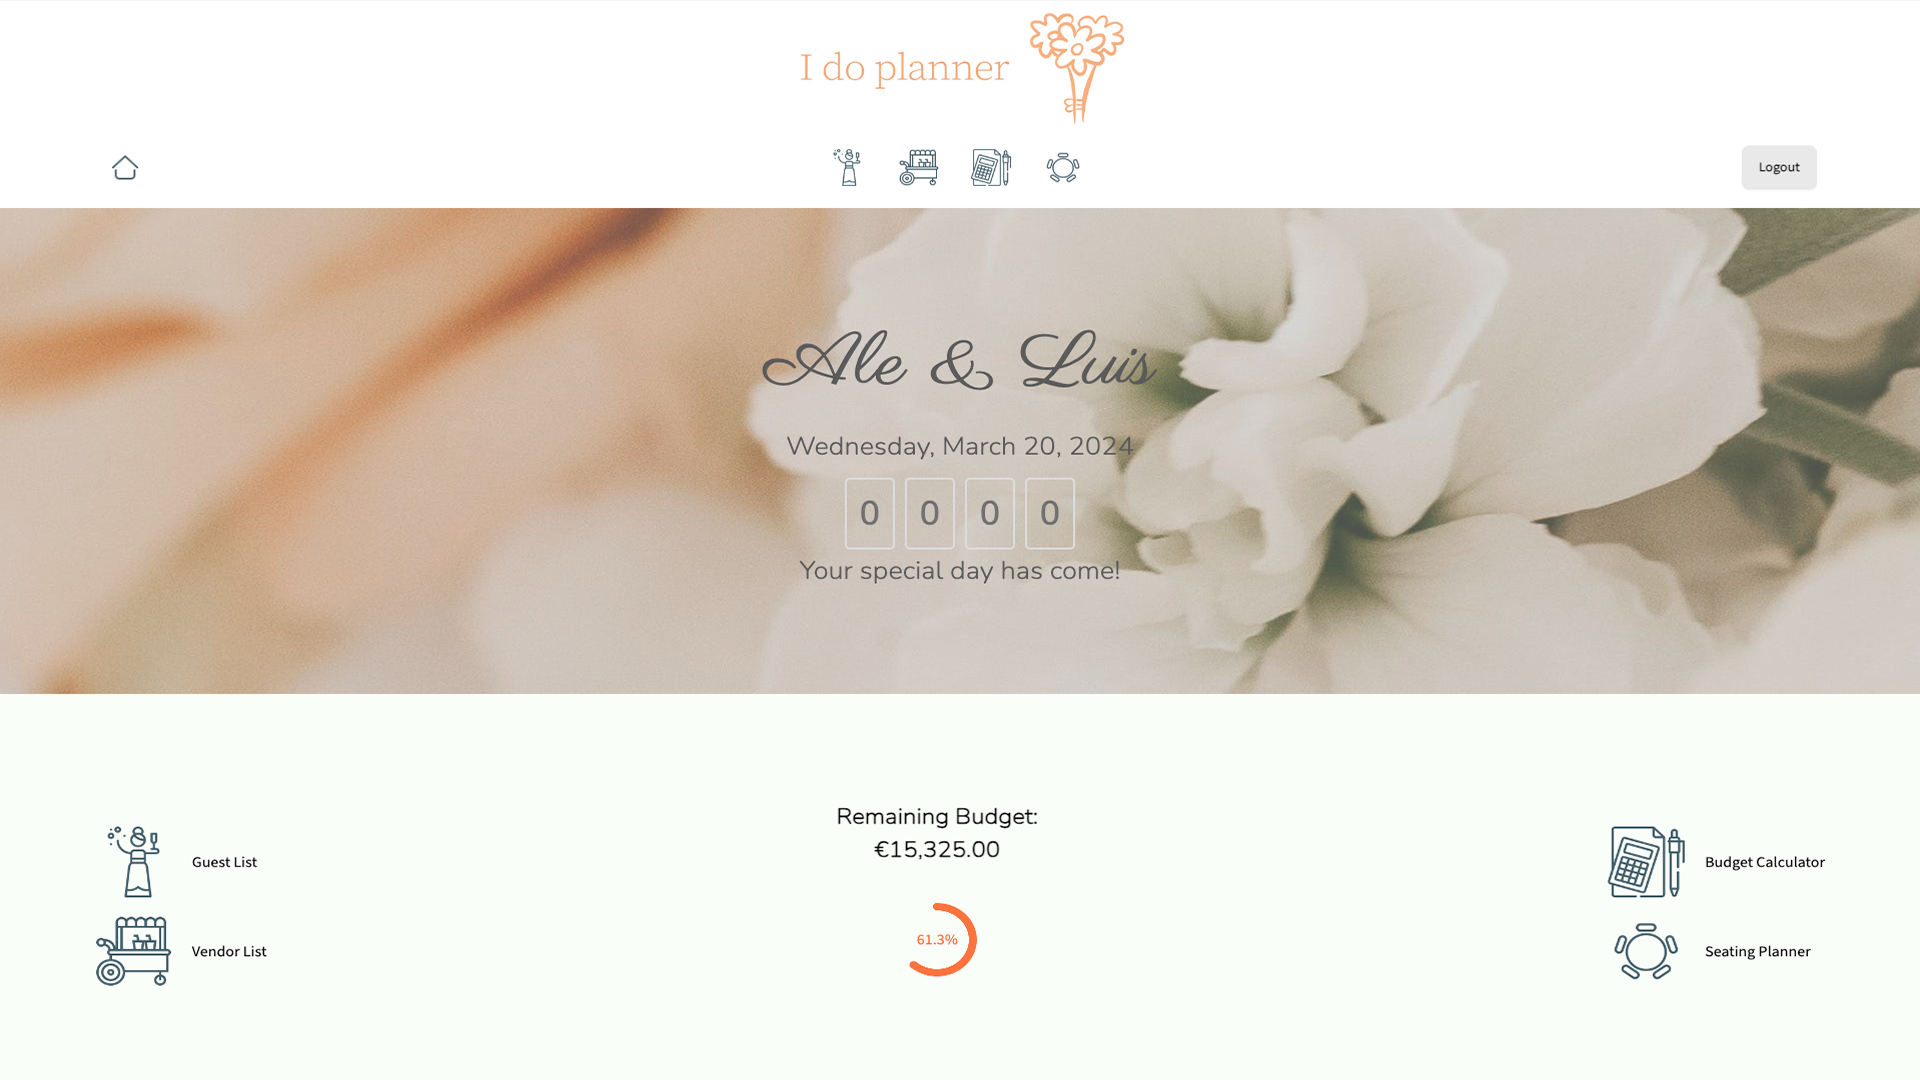 I do planner
Logout
Ale & Luis
Wednesday, March 20, 2024
0 0 0 0
Your special day has come!
Guest List
Vendor List
Remaining Budget:
€15,325.00
61.3%
Budget Calculator
Seating Planner